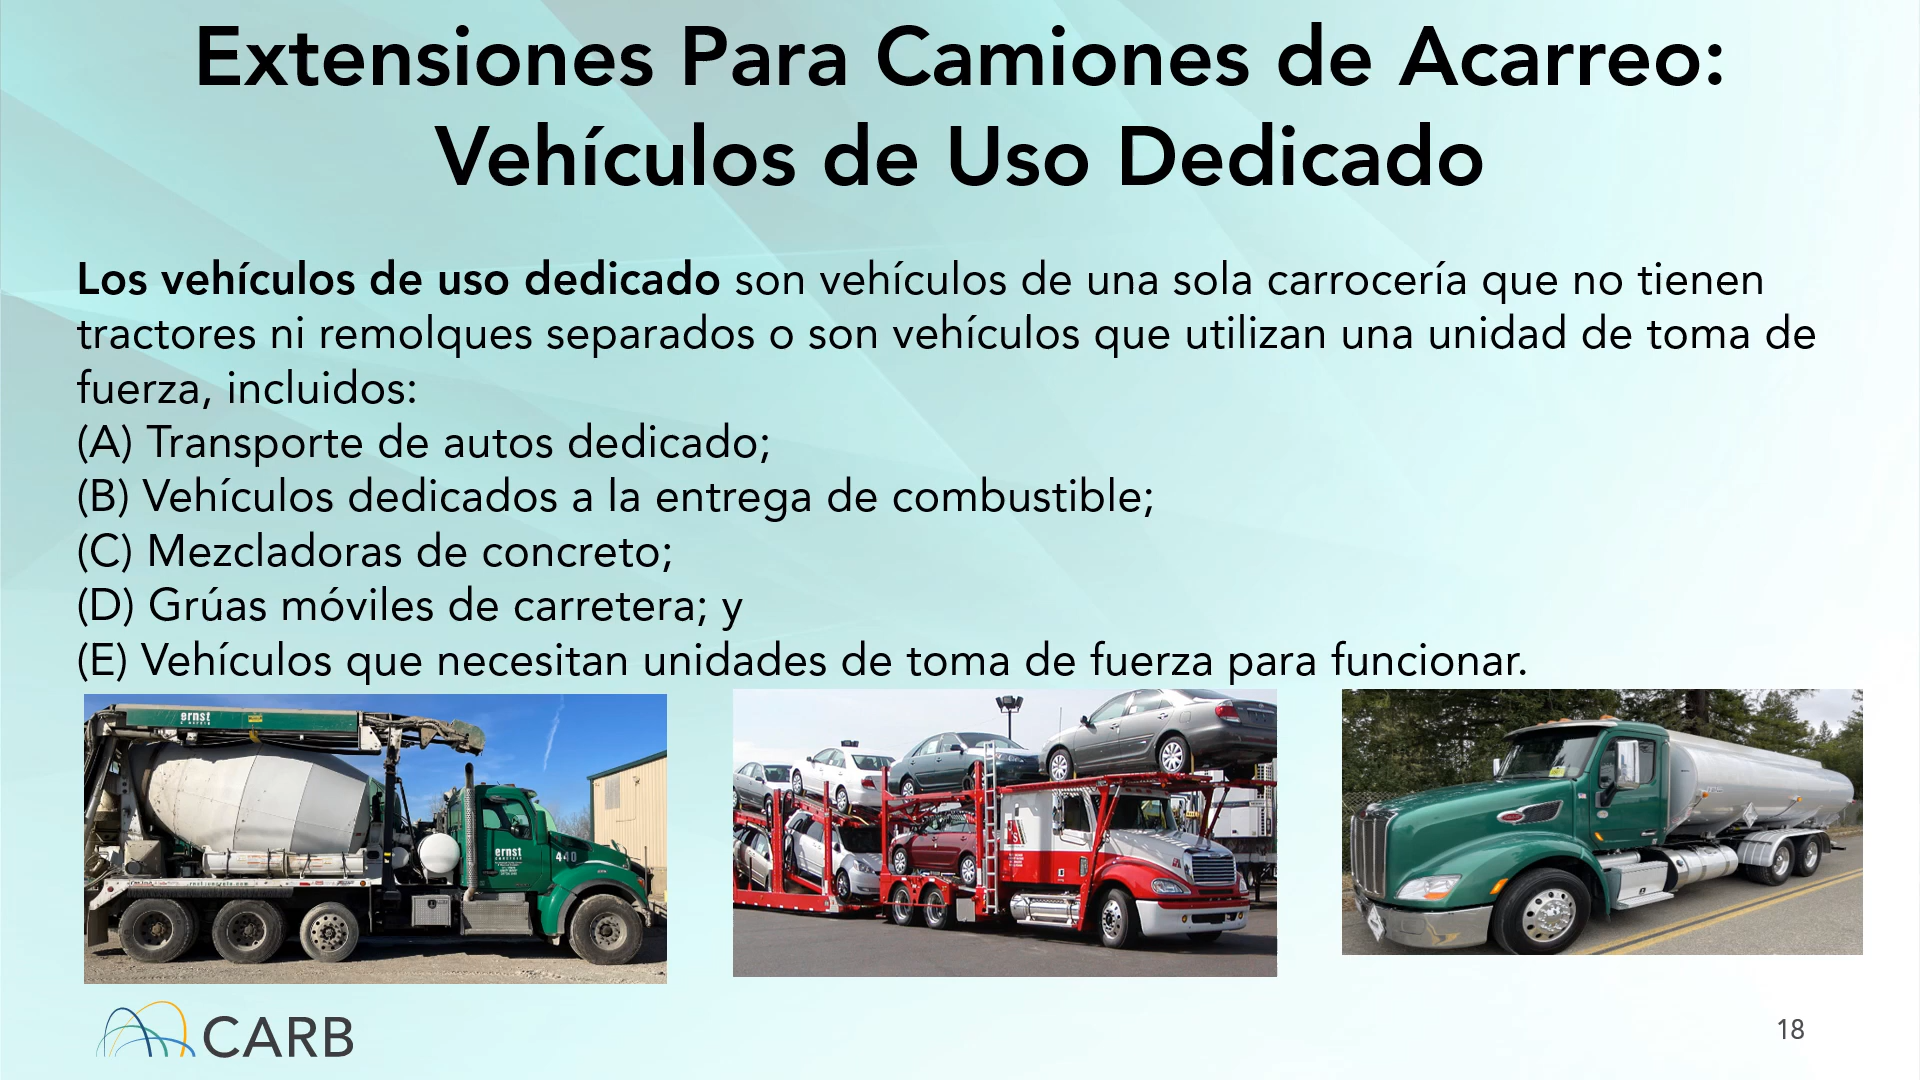 Extensiones Para Camiones de Acarreo:
Vehículos de Uso Dedicado
Los vehículos de uso dedicado son vehículos de una sola carrocería que no tienen
tractores ni remolques separados o son vehículos que utilizan una unidad de toma de
fuerza, incluidos:
(A) Transporte de autos dedicado;
(B) Vehículos dedicados a la entrega de combustible;
(C) Mezcladoras de concreto;
(D) Grúas móviles de carretera; y
(E) Vehículos que necesitan unidades de toma de fuerza para funcionar.
ernst
ernst
440
CARB
18